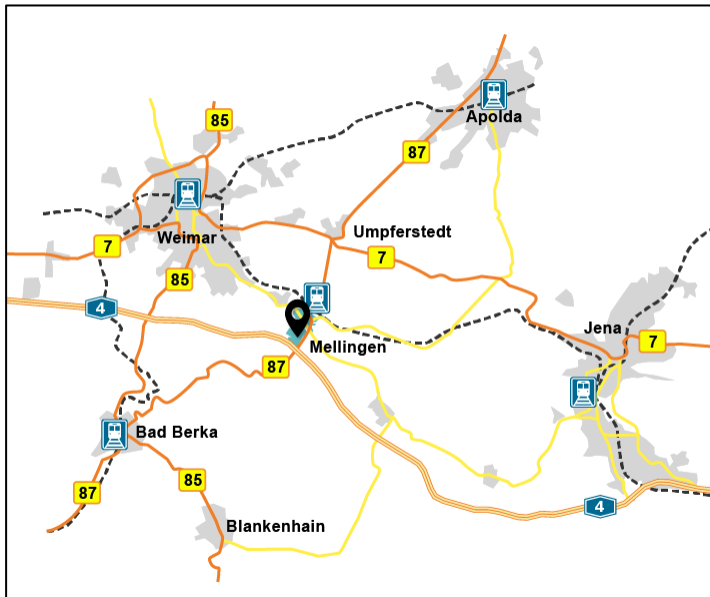 85
Apolda
87
Weimar
Umpferstedt
7
7
85
4
Jena
7
Mellingen
87
Bad Berka
85
87
4
Blankenhain